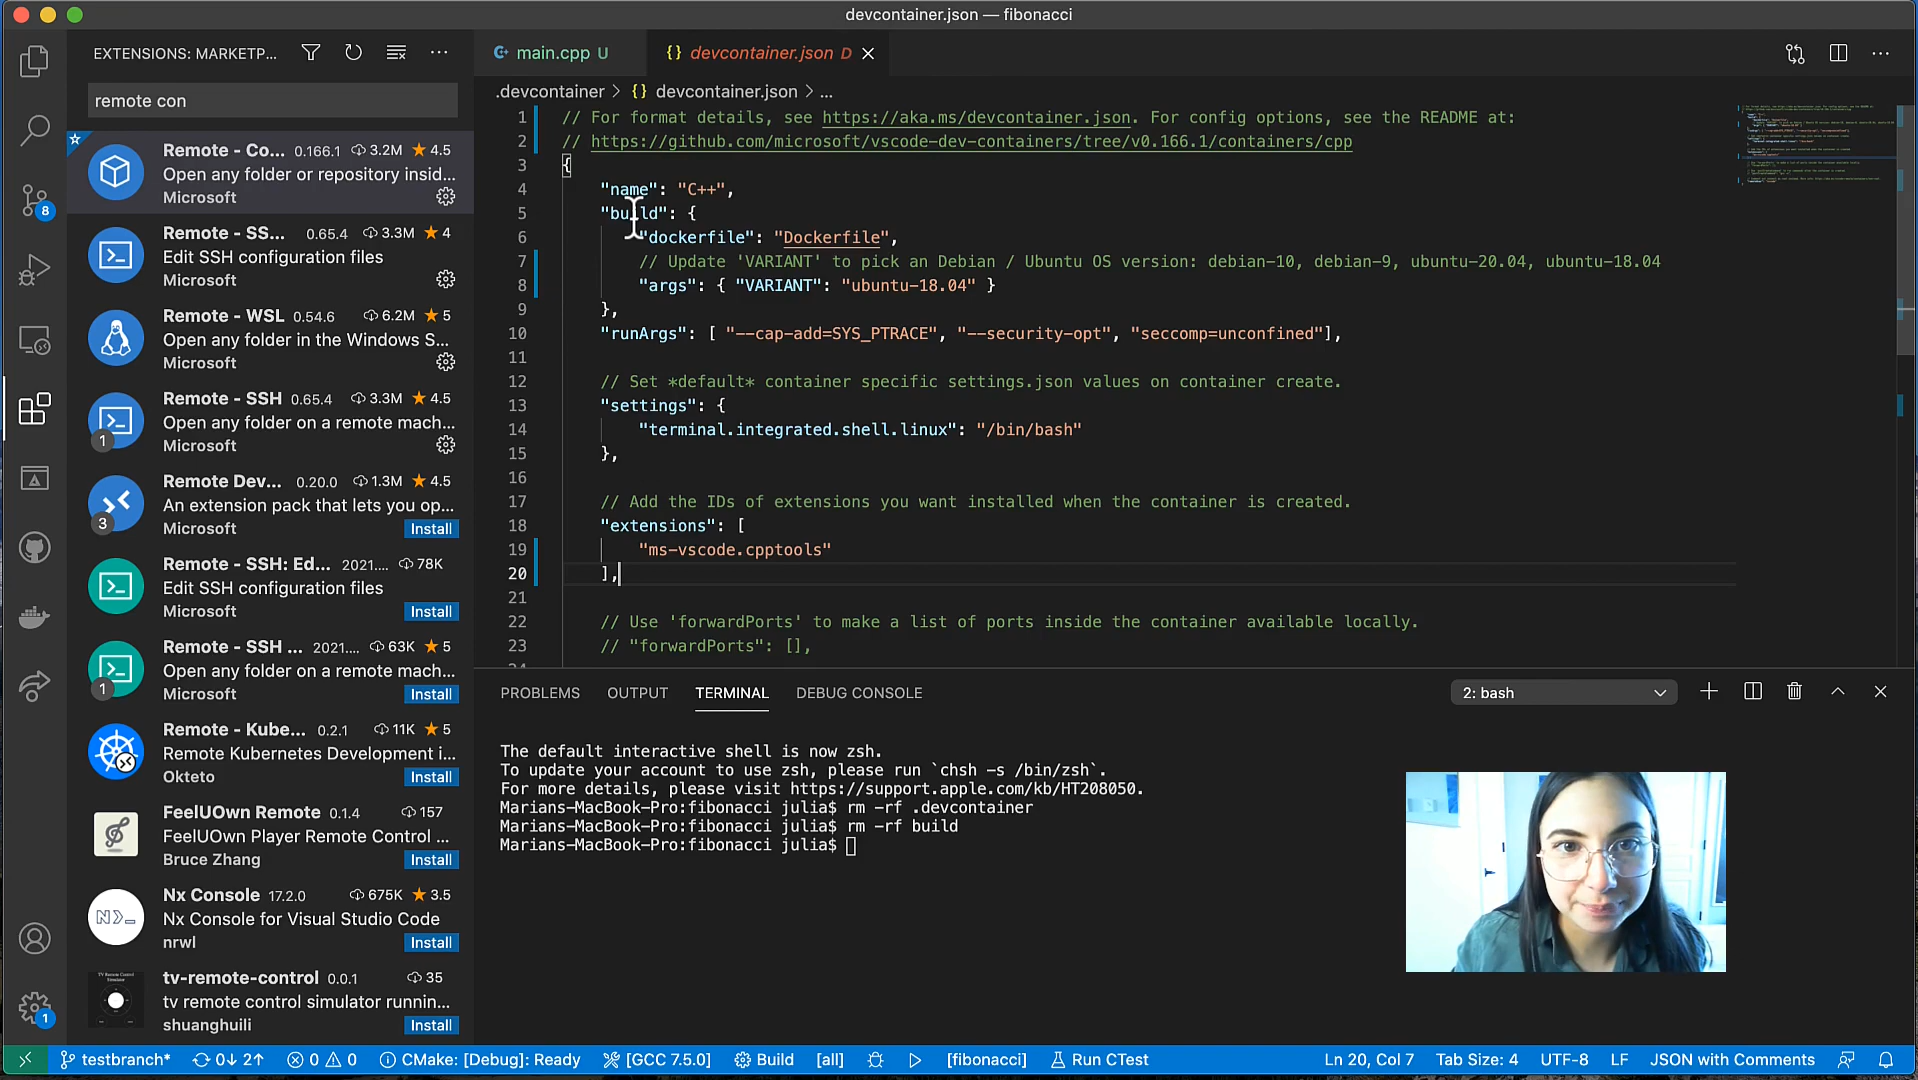 devcontainer.json — fibonacci
EXTENSIONS: MARKETP...
remote con
Remote - Co... 0.166.1 3.2M 4.5
Open any folder or repository insid...
Microsoft
Remote - SS... 0.65.4 3.3M 4
Edit SSH configuration files
Microsoft
Remote - WSL 0.54.6 6.2M 5
Open any folder in the Windows S...
Microsoft
Remote - SSH 0.65.4 3.3M 4.5
Open any folder on a remote mach...
1
Microsoft
Remote Dev... 0.20.0 1.3M 4.5
An extension pack that lets you op...
3
Microsoft Install
Remote - SSH: Ed... 2021.... 78K
Edit SSH configuration files
Microsoft Install
Remote - SSH ... 2021.... 63K 5
Open any folder on a remote mach...
1
Microsoft Install
Remote - Kube... 0.2.1 11K 5
Remote Kubernetes Development i...
Okteto Install
FeelUOwn Remote 0.1.4 157
FeelUOwn Player Remote Control ...
Bruce Zhang Install
Nx Console 17.2.0 675K 3.5
Nx Console for Visual Studio Code
nrwl Install
tv-remote-control 0.0.1 35
tv remote control simulator runnin...
shuanghuili Install
8
1
main.cpp U
{} devcontainer.json D
.devcontainer > {} devcontainer.json > ...
1 // For format details, see https://aka.ms/devcontainer.json. For config options, see the README at:
2 // https://github.com/microsoft/vscode-dev-containers/tree/v0.166.1/containers/cpp
3 {
4 "name": "C++",
5 "build": {
6 "dockerfile": "Dockerfile",
7 // Update 'VARIANT' to pick an Debian / Ubuntu OS version: debian-10, debian-9, ubuntu-20.04, ubuntu-18.04
8 "args": { "VARIANT": "ubuntu-18.04" }
9 },
10 "runArgs": [ "--cap-add=SYS_PTRACE", "--security-opt", "seccomp=unconfined"],
11
12 // Set *default* container specific settings.json values on container create.
13 "settings": {
14 "terminal.integrated.shell.linux": "/bin/bash"
15 },
16
17 // Add the IDs of extensions you want installed when the container is created.
18 "extensions": [
19 "ms-vscode.cpptools"
20 ],
21
22 // Use 'forwardPorts' to make a list of ports inside the container available locally.
23 // "forwardPorts": [],
PROBLEMS OUTPUT TERMINAL DEBUG CONSOLE 2: bash
The default interactive shell is now zsh.
To update your account to use zsh, please run `chsh -s /bin/zsh`.
For more details, please visit https://support.apple.com/kb/HT208050.
Marians-MacBook-Pro:fibonacci julia$ rm -rf .devcontainer
Marians-MacBook-Pro:fibonacci julia$ rm -rf build
Marians-MacBook-Pro:fibonacci julia$
testbranch* 0↓ 2↑ 0 0 CMake: [Debug]: Ready [GCC 7.5.0] Build [all] [fibonacci] Run CTest Ln 20, Col 7 Tab Size: 4 UTF-8 LF JSON with Comments